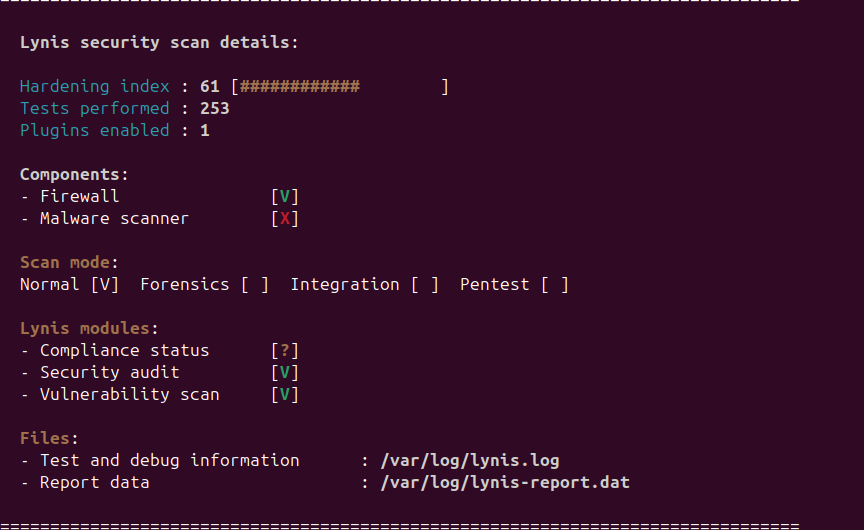 ================================================================================
Lynis security scan details:
Hardening index : 61 [############        ]
Tests performed : 253
Plugins enabled : 1
Components:
- Firewall               [V]
- Malware scanner        [X]
Scan mode:
Normal [V]  Forensics [ ]  Integration [ ]  Pentest [ ]
Lynis modules:
- Compliance status      [?]
- Security audit         [V]
- Vulnerability scan     [V]
Files:
- Test and debug information      : /var/log/lynis.log
- Report data                     : /var/log/lynis-report.dat
================================================================================